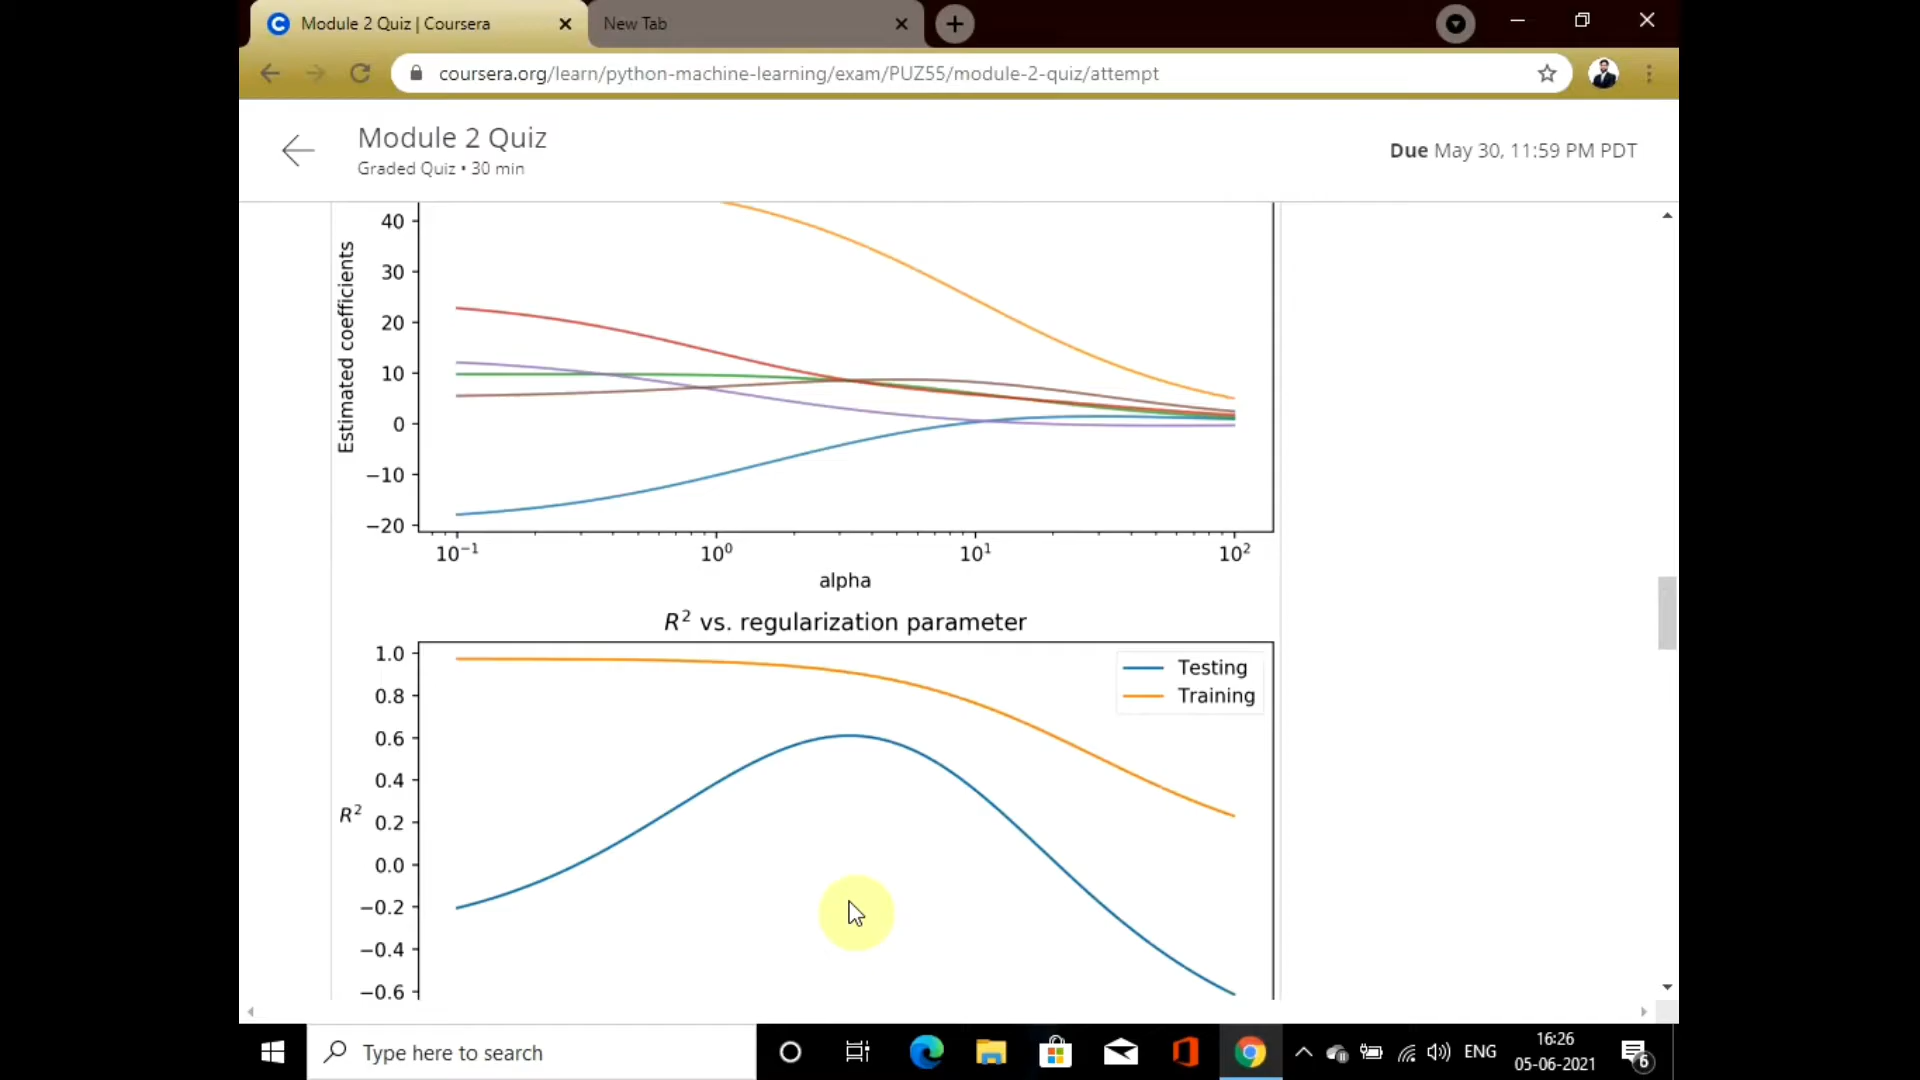 Module 2 Quiz | Coursera
New Tab
coursera.org/learn/python-machine-learning/exam/PUZ55/module-2-quiz/attempt
Module 2 Quiz
Graded Quiz • 30 min
Due May 30, 11:59 PM PDT
Estimated coefficients
40
30
20
10
0
−10
−20
10⁻¹ 10⁰ 10¹ 10²
alpha
R² vs. regularization parameter
R²
1.0
0.8
0.6
0.4
0.2
0.0
−0.2
−0.4
−0.6
Testing
Training
Type here to search
ENG
16:26
05-06-2021
6